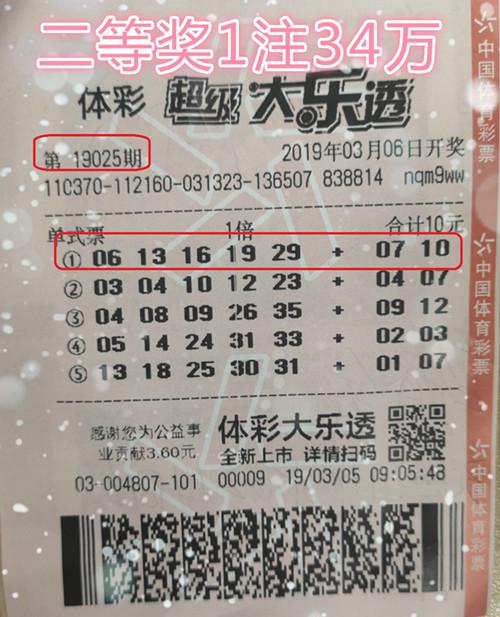 二等奖1注34万
体彩 超级大乐透
第 19025期 2019年03月06日开奖
110370-112160-031323-136507 838814 nqm9ww
单式票 1倍 合计10元
① 06 13 16 19 29 + 07 10
② 03 04 10 12 23 + 04 07
③ 04 08 09 26 35 + 09 12
④ 05 14 24 31 33 + 02 03
⑤ 13 18 25 30 31 + 01 07
感谢您为公益事
业贡献3.60元
体彩大乐透
全新上市 详情扫码
03-004807-101 00009 19/03/05 09:05:43
中国体育彩票
中国体育彩票
中国体育彩票